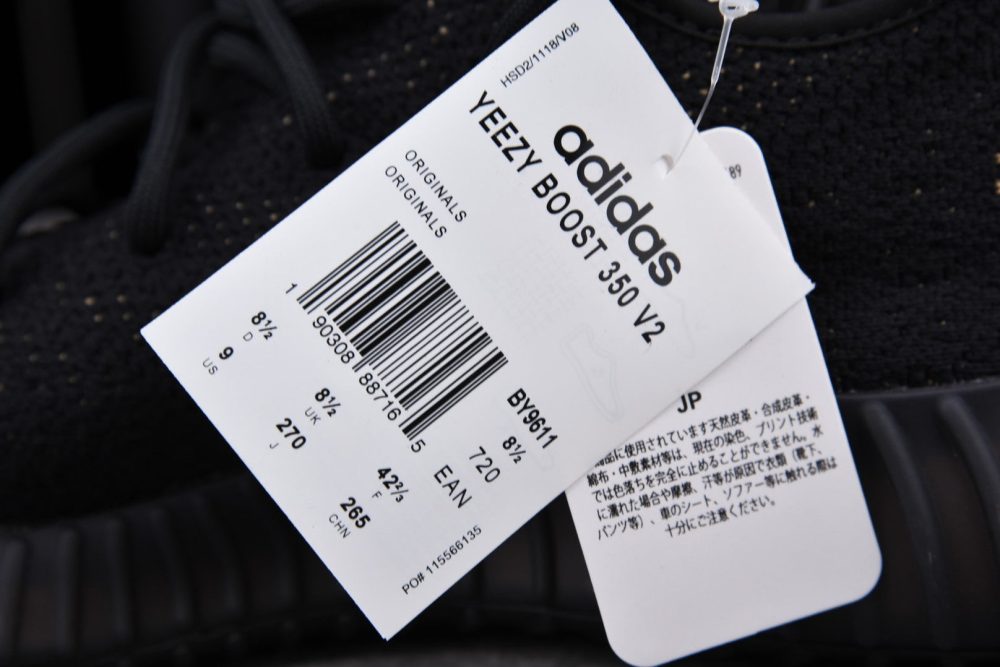 HSD2/1118/V08
adidas
YEEZY BOOST 350 V2
ORIGINALS
ORIGINALS
1 90308 88716 5
BY9611
8½
720
EAN
8½
D
9
US
8½
UK
270
J
42⅔
F
265
CHN
PO# 115566135
89
JP
品に使用されています天然皮革・合成皮革・
綿布・中敷素材等は、現在の染色、プリント技術
では色落ちを完全に止めることができません。水
に濡れた場合や摩擦、汗等が原因で衣類（靴下、
パンツ等）、車のシート、ソファー等に触れる際は
十分にご注意ください。